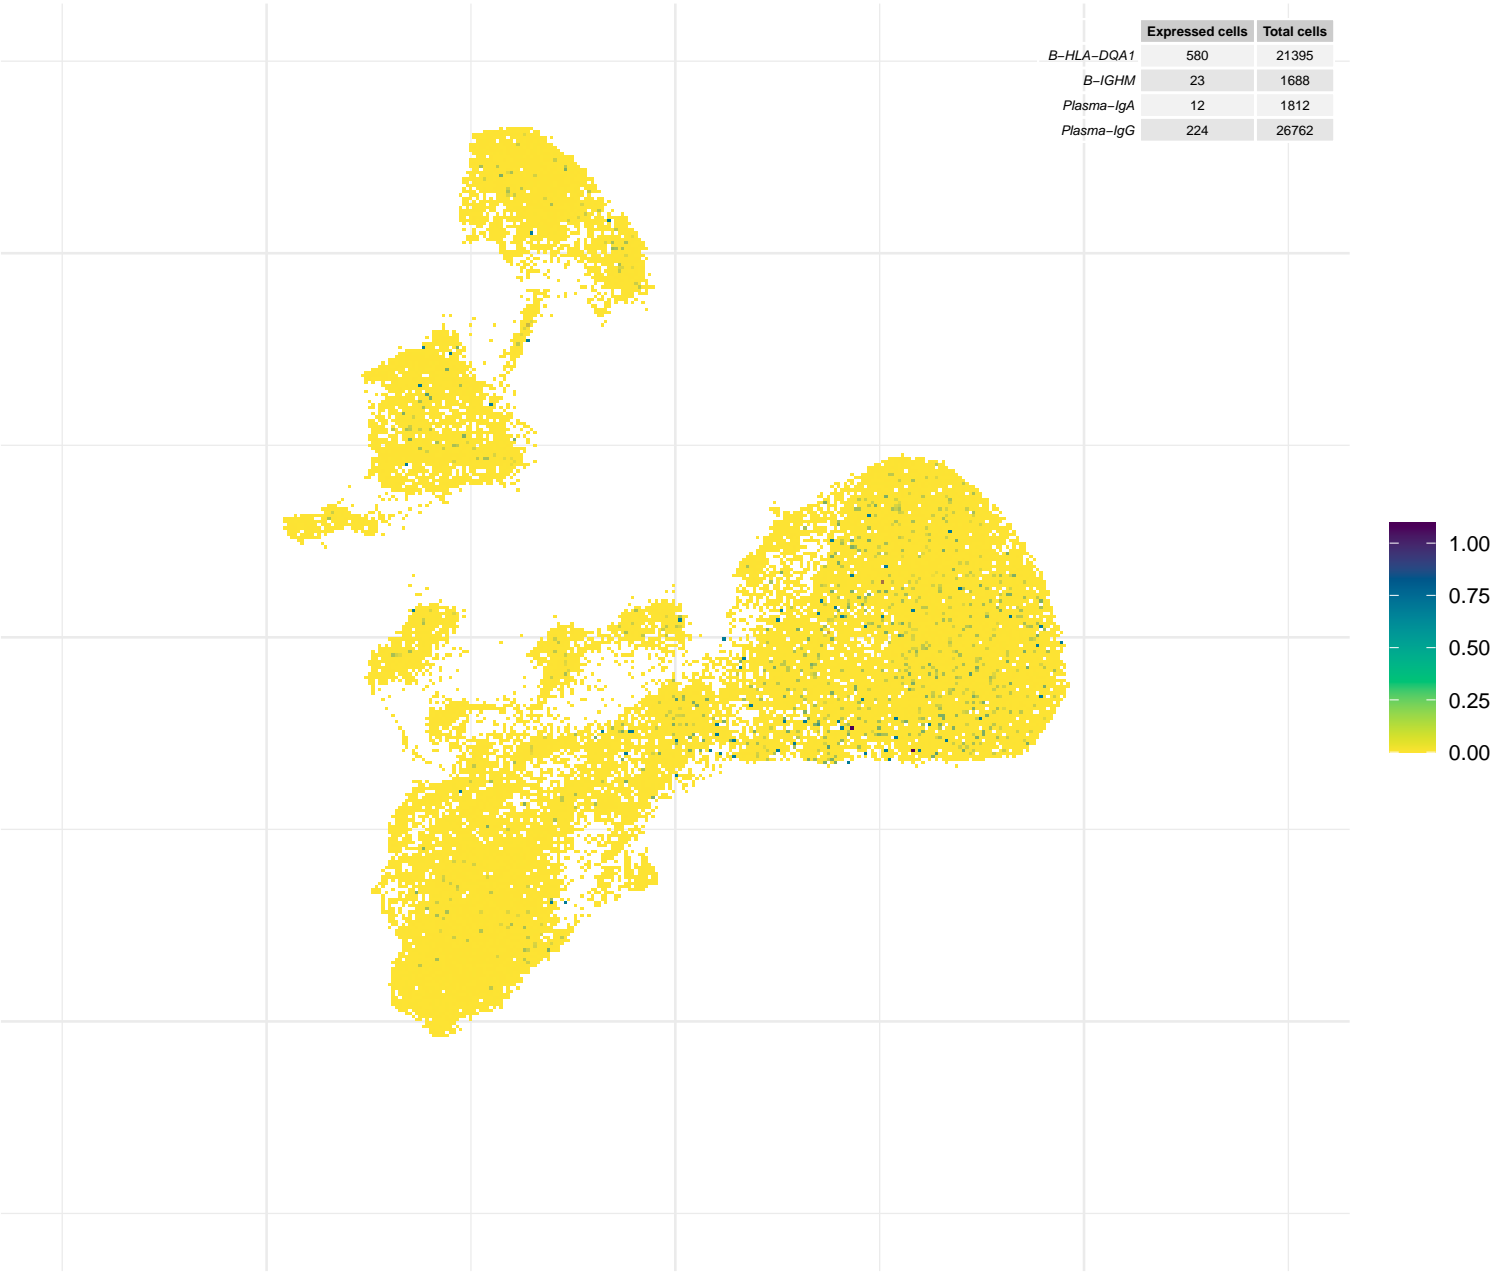 Expressed cells Total cells
B−HLA−DQA1 580 21395
B−IGHM 23 1688
Plasma−IgA 12 1812
Plasma−IgG 224 26762
1.00
0.75
0.50
0.25
0.00